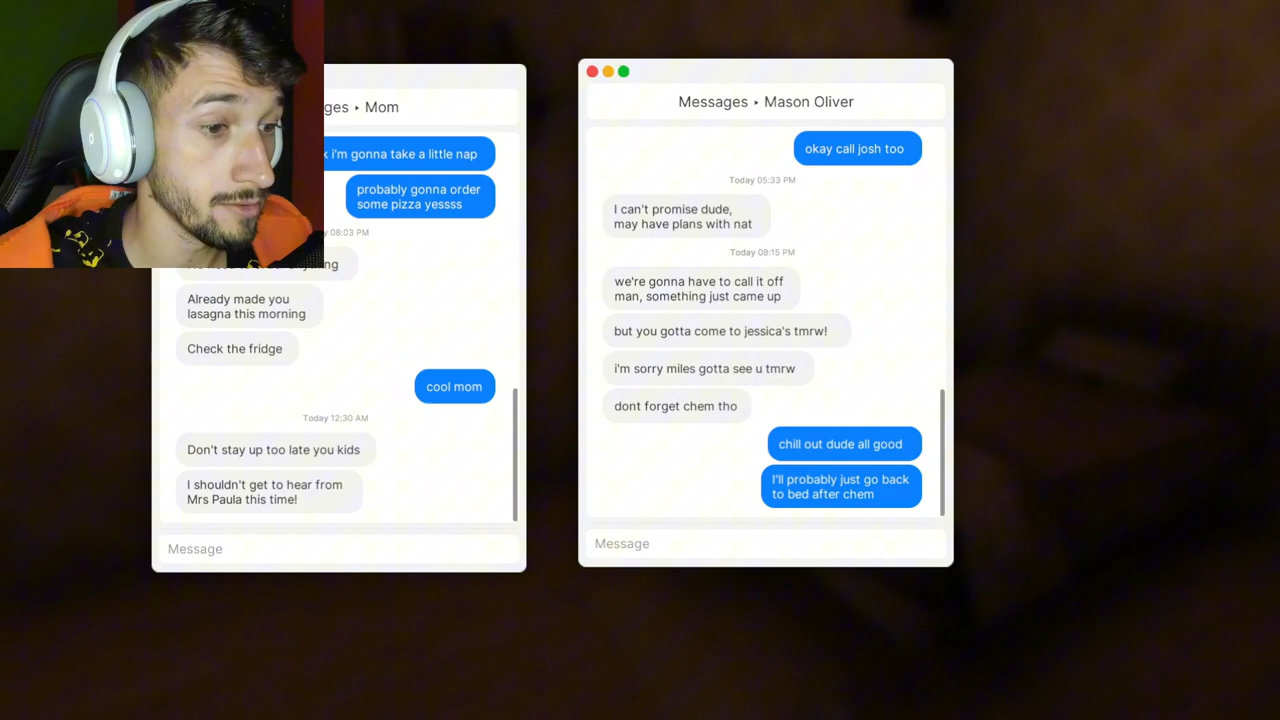 ges ▸ Mom
i'm gonna take a little nap
probably gonna order
some pizza yessss
08:03 PM
Already made you
lasagna this morning
Check the fridge
cool mom
Today 12:30 AM
Don't stay up too late you kids
I shouldn't get to hear from
Mrs Paula this time!
Message
Messages ▸ Mason Oliver
okay call josh too
Today 05:33 PM
I can't promise dude,
may have plans with nat
Today 08:15 PM
we're gonna have to call it off
man, something just came up
but you gotta come to jessica's tmrw!
i'm sorry miles gotta see u tmrw
dont forget chem tho
chill out dude all good
I'll probably just go back
to bed after chem
Message